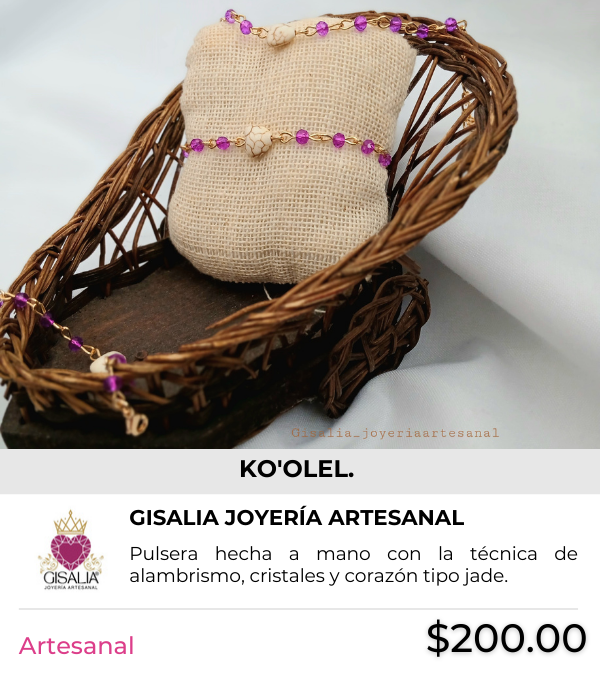 Gisalia_joyeriaartesanal
KO'OLEL.
GISALIA JOYERÍA ARTESANAL
Pulsera hecha a mano con la técnica de
alambrismo, cristales y corazón tipo jade.
GISALIA
JOYERÍA ARTESANAL
Artesanal
$200.00